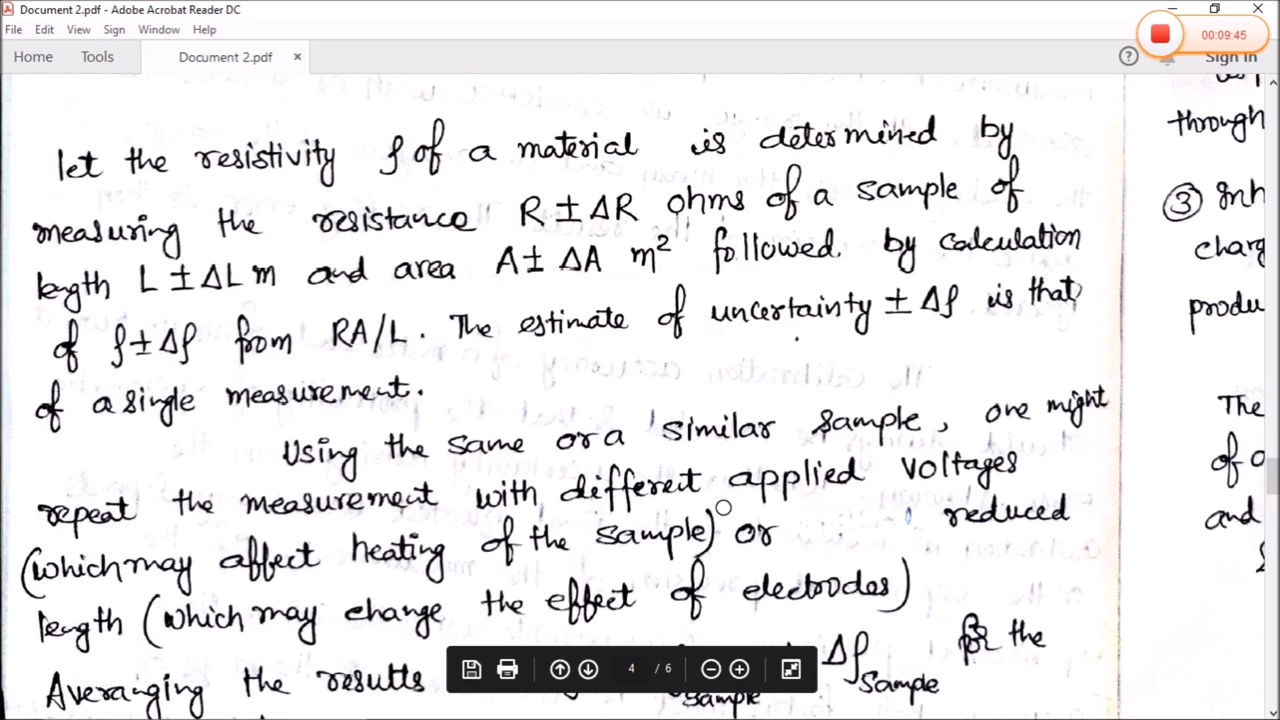 Document 2.pdf - Adobe Acrobat Reader DC
File Edit View Sign Window Help
00:09:45
Home Tools Document 2.pdf × Sign In
let the resistivity ρ of a material is determined by
measuring the resistance R ± ΔR ohms of a sample of
length L ± ΔL m and area A ± ΔA m² followed by calculation
of ρ ± Δρ from RA/L. The estimate of uncertainty ± Δρ is that
of a single measurement.
Using the same or a similar sample, one might
repeat the measurement with different applied voltages
(which may affect heating of the sample) or reduced
length (which may change the effect of electrodes)
Averanging the results Δρ sample for the
sample
4 / 6
through
③
produ
The
of
and